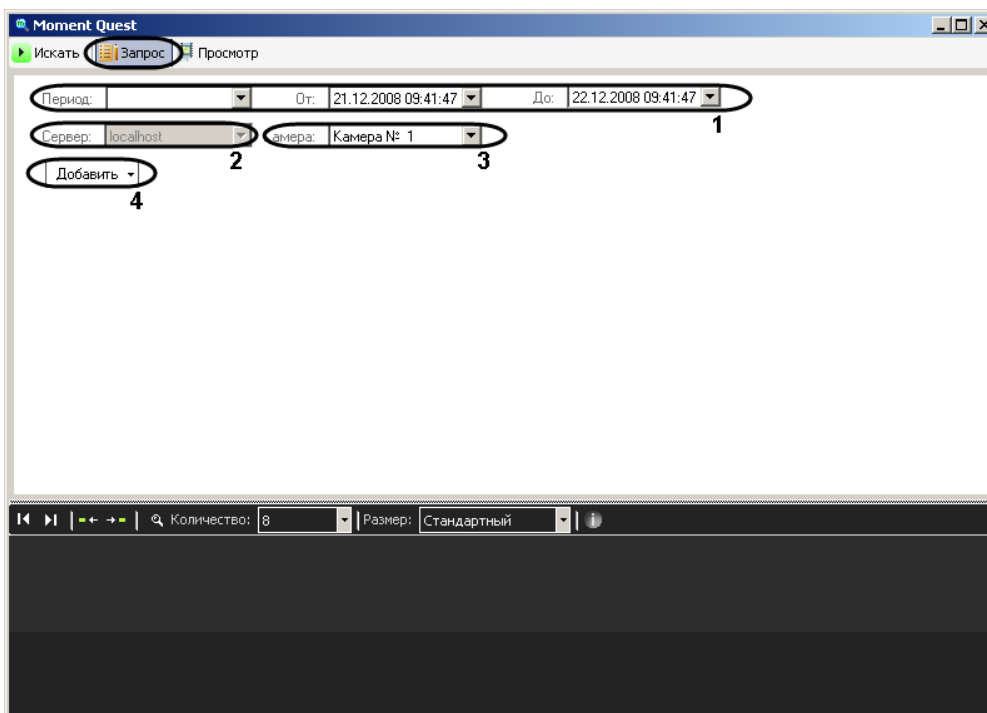 Moment Quest
Искать Запрос Просмотр
Период: От: 21.12.2008 09:41:47 До: 22.12.2008 09:41:47
1
Сервер: localhost амера: Камера № 1
2 3
Добавить
4
Количество: 8 Размер: Стандартный